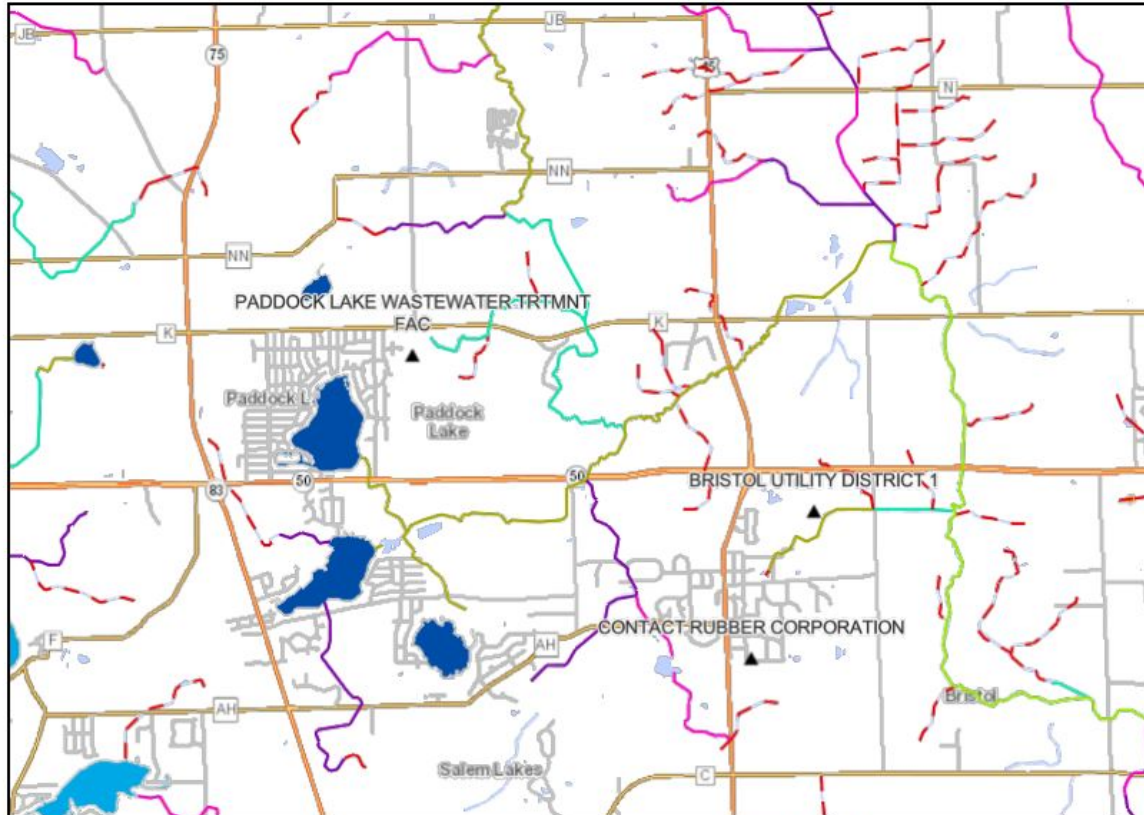 JB
JB
75
45
N
NN
NN
PADDOCK LAKE WASTEWATER TRTMNT
FAC
K
K
Paddock L.
Paddock
Lake
50
50
83
BRISTOL UTILITY DISTRICT 1
CONTACT RUBBER CORPORATION
F
AH
AH
Bristol
Salem Lakes
C